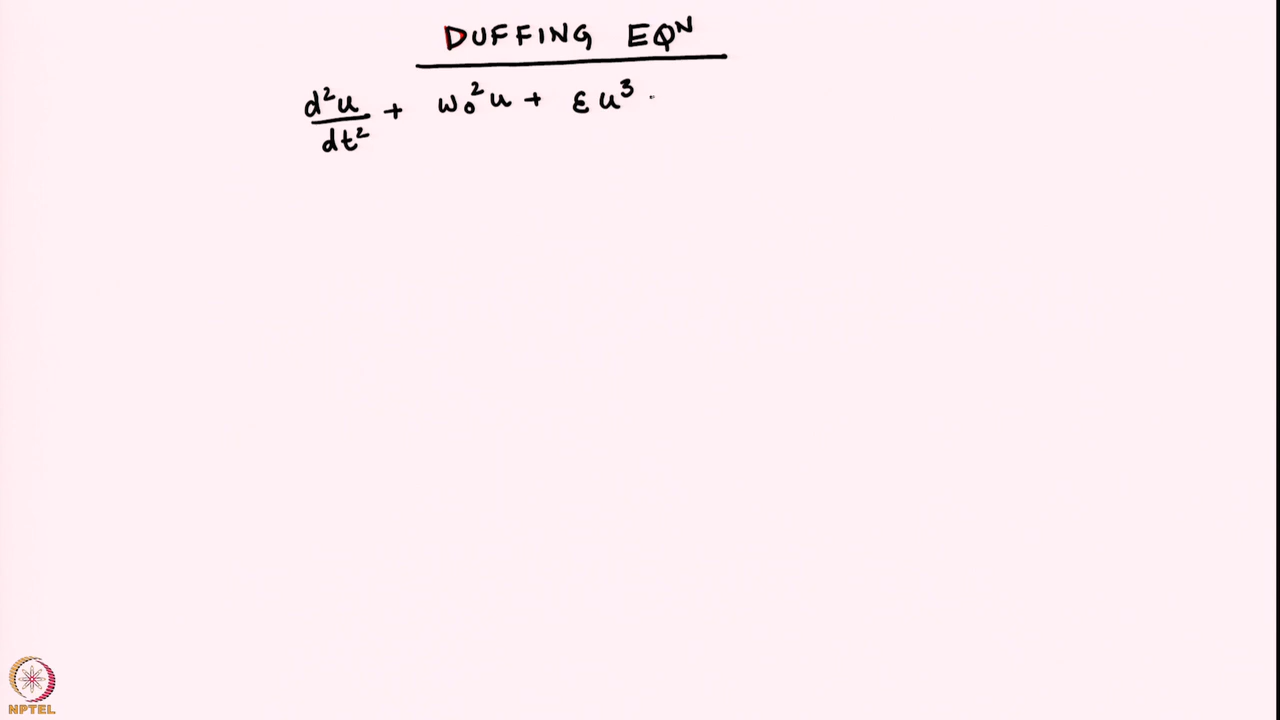 DUFFING EQᴺ
d²u/dt² + ω₀²u + εu³
NPTEL